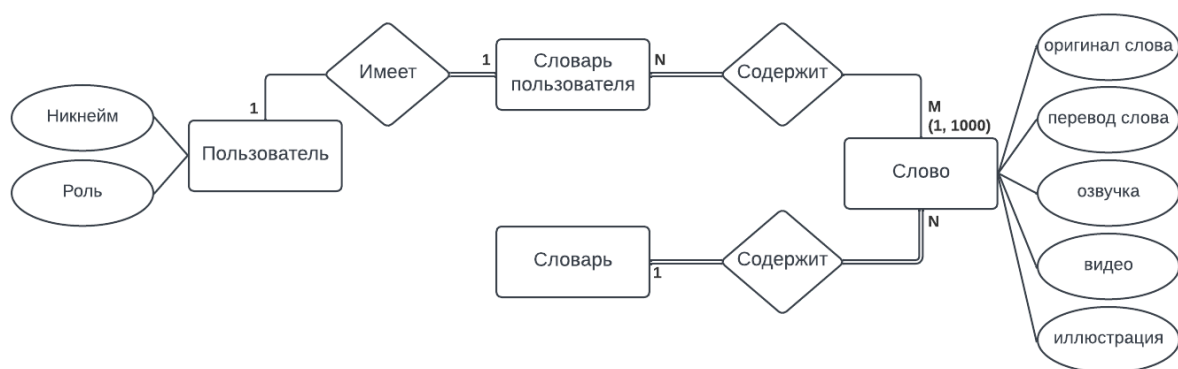 Никнейм
Роль
1
Пользователь
Имеет
1
Словарь
пользователя
N
Содержит
M
(1, 1000)
Слово
N
Словарь
1
Содержит
оригинал слова
перевод слова
озвучка
видео
иллюстрация